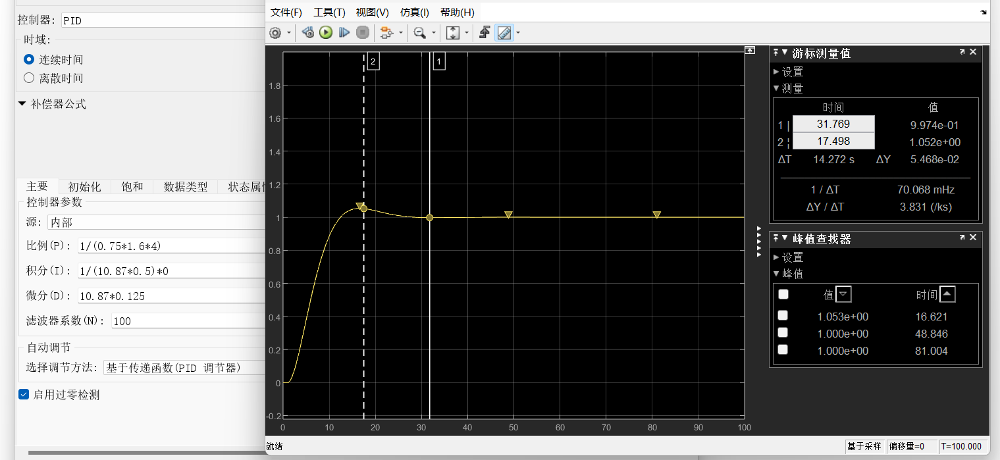 控制器: PID
时域:
连续时间
离散时间
补偿器公式
主要 初始化 饱和 数据类型 状态属性
控制器参数
源: 内部
比例(P): 1/(0.75*1.6*4)
积分(I): 1/(10.87*0.5)*0
微分(D): 10.87*0.125
滤波器系数(N): 100
自动调节
选择调节方法: 基于传递函数(PID 调节器)
启用过零检测
文件(F) 工具(T) 视图(V) 仿真(I) 帮助(H)
2 1
1.8
1.6
1.4
1.2
1
0.8
0.6
0.4
0.2
0
-0.2
0 10 20 30 40 50 60 70 80 90 100
游标测量值
设置
测量
时间 值
1 | 31.769 9.974e-01
2 ¦ 17.498 1.052e+00
ΔT 14.272 s ΔY 5.468e-02
1 / ΔT 70.068 mHz
ΔY / ΔT 3.831 (/ks)
峰值查找器
设置
峰值
值 时间
1.053e+00 16.621
1.000e+00 48.846
1.000e+00 81.004
就绪 基于采样 偏移量=0 T=100.000